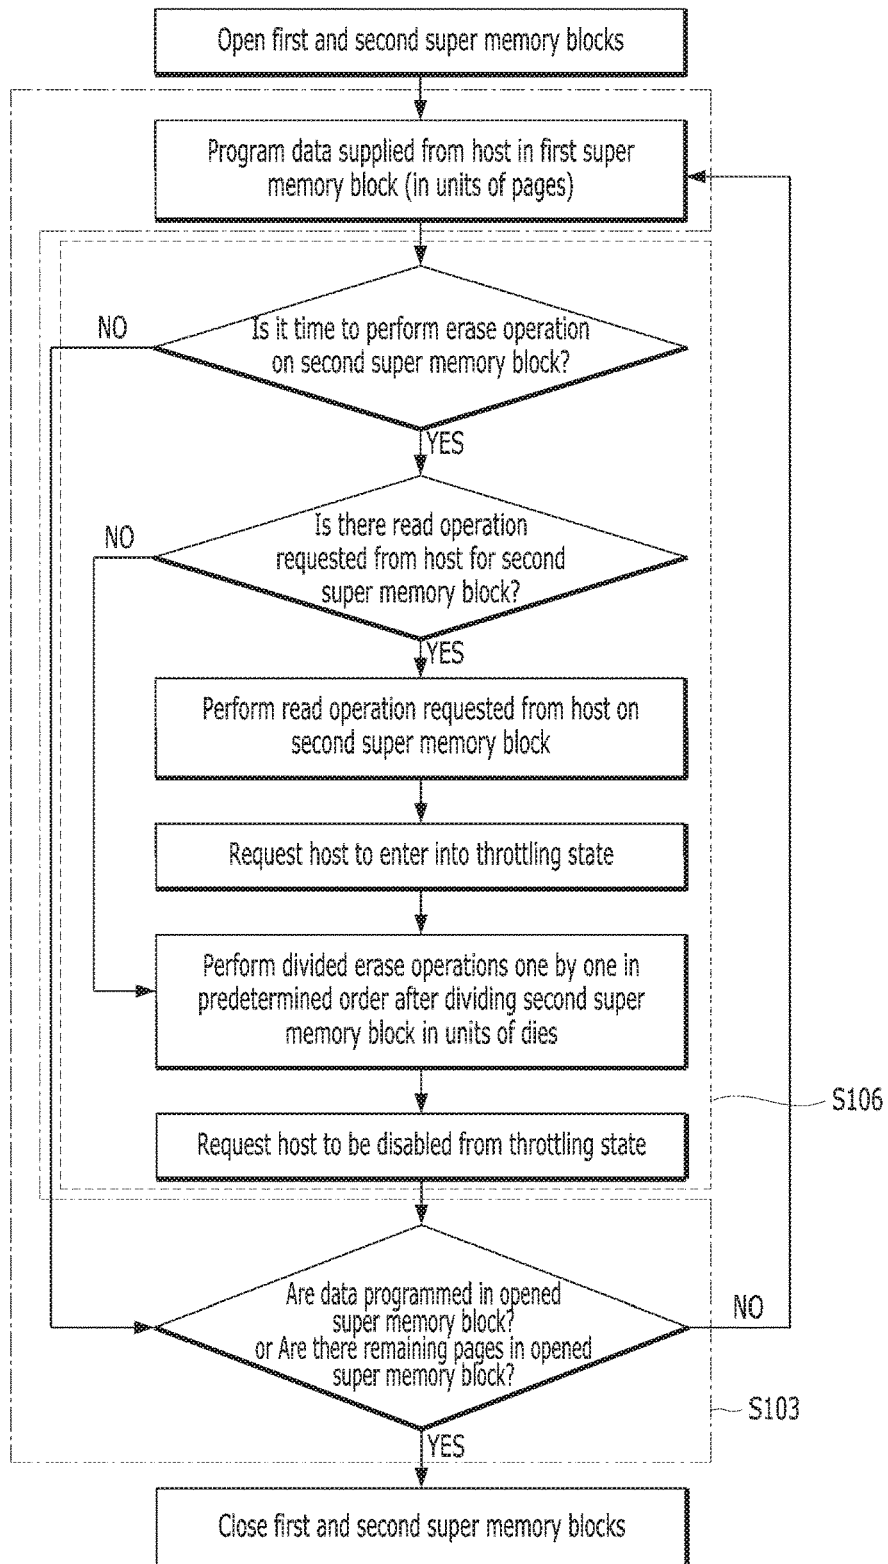 Open first and second super memory blocks
Program data supplied from host in first super
memory block (in units of pages)
NO
Is it time to perform erase operation
on second super memory block?
YES
NO
Is there read operation
requested from host for second
super memory block?
YES
Perform read operation requested from host on
second super memory block
Request host to enter into throttling state
Perform divided erase operations one by one in
predetermined order after dividing second super
memory block in units of dies
S106
Request host to be disabled from throttling state
Are data programmed in opened
super memory block?
or Are there remaining pages in opened
super memory block?
NO
S103
YES
Close first and second super memory blocks